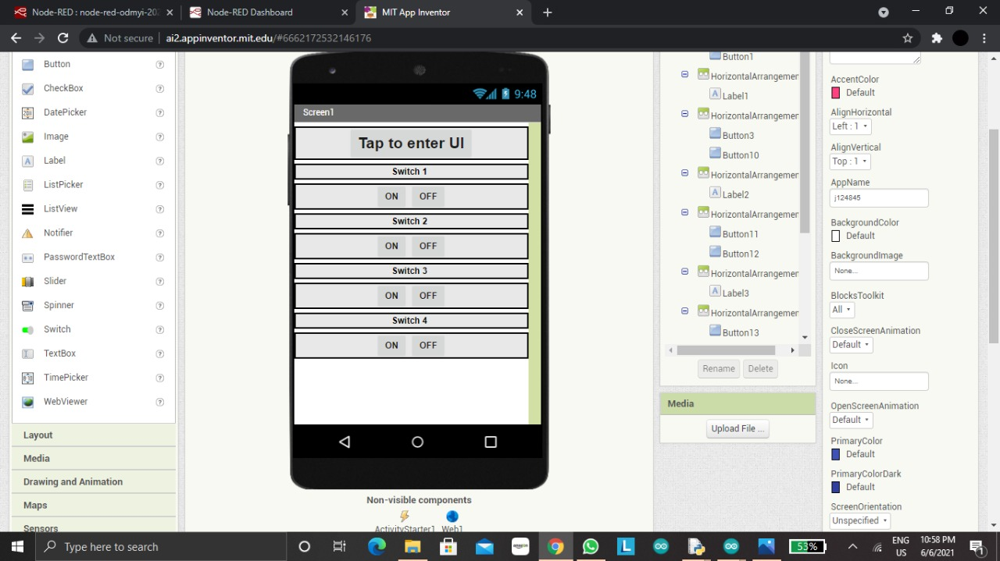 Node-RED : node-red-odmyi-202
Node-RED Dashboard
MIT App Inventor
Not secure
ai2.appinventor.mit.edu/#6662172532146176
Button
CheckBox
DatePicker
Image
Label
ListPicker
ListView
Notifier
PasswordTextBox
Slider
Spinner
Switch
TextBox
TimePicker
WebViewer
Layout
Media
Drawing and Animation
Maps
Sensors
9:48
Screen1
Tap to enter UI
Switch 1
ON OFF
Switch 2
ON OFF
Switch 3
ON OFF
Switch 4
ON OFF
Non-visible components
ActivityStarter1 Web1
Button1
HorizontalArrangemer
Label1
HorizontalArrangemer
Button3
Button10
HorizontalArrangemer
Label2
HorizontalArrangemer
Button11
Button12
HorizontalArrangemer
Label3
HorizontalArrangemer
Button13
Rename Delete
Media
Upload File ...
AccentColor
Default
AlignHorizontal
Left : 1
AlignVertical
Top : 1
AppName
j124845
BackgroundColor
Default
BackgroundImage
None...
BlocksToolkit
All
CloseScreenAnimation
Default
Icon
None...
OpenScreenAnimation
Default
PrimaryColor
Default
PrimaryColorDark
Default
ScreenOrientation
Unspecified
Type here to search
amazon
L
53%
ENG
US
10:58 PM
6/6/2021
1